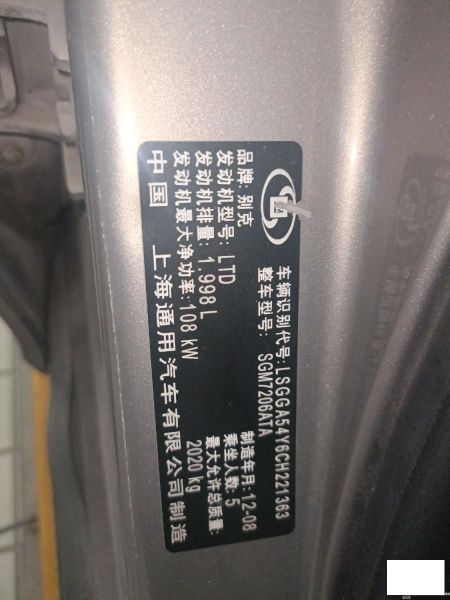 车辆识别代号: LSGGA54Y6CH221363
整车型号: SGM7206ATA
品牌: 别克
发动机型号: LTD
发动机排量: 1.998 L
发动机最大净功率: 108 kW
制造年月: 12-08
乘坐人数: 5
最大允许总质量:
2020 kg
中国 上海通用汽车有限公司制造